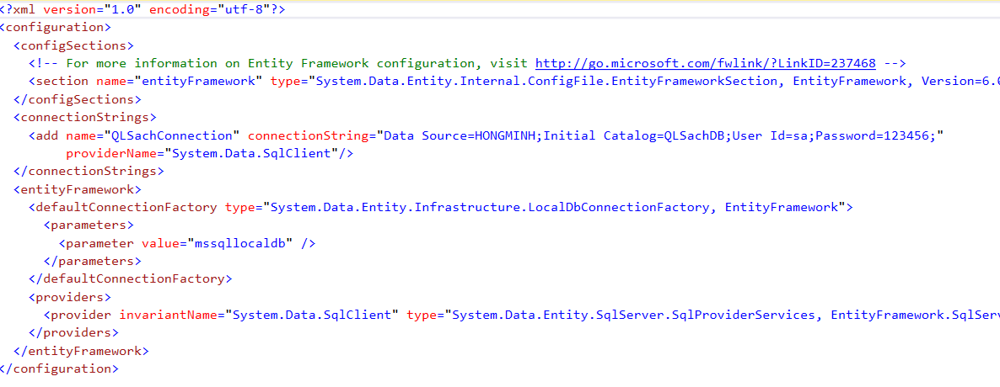 <?xml version="1.0" encoding="utf-8"?>
<configuration>
  <configSections>
    <!-- For more information on Entity Framework configuration, visit http://go.microsoft.com/fwlink/?LinkID=237468 -->
    <section name="entityFramework" type="System.Data.Entity.Internal.ConfigFile.EntityFrameworkSection, EntityFramework, Version=6.0
  </configSections>
  <connectionStrings>
    <add name="QLSachConnection" connectionString="Data Source=HONGMINH;Initial Catalog=QLSachDB;User Id=sa;Password=123456;"
         providerName="System.Data.SqlClient"/>
  </connectionStrings>
  <entityFramework>
    <defaultConnectionFactory type="System.Data.Entity.Infrastructure.LocalDbConnectionFactory, EntityFramework">
      <parameters>
        <parameter value="mssqllocaldb" />
      </parameters>
    </defaultConnectionFactory>
    <providers>
      <provider invariantName="System.Data.SqlClient" type="System.Data.Entity.SqlServer.SqlProviderServices, EntityFramework.SqlServ
    </providers>
  </entityFramework>
</configuration>